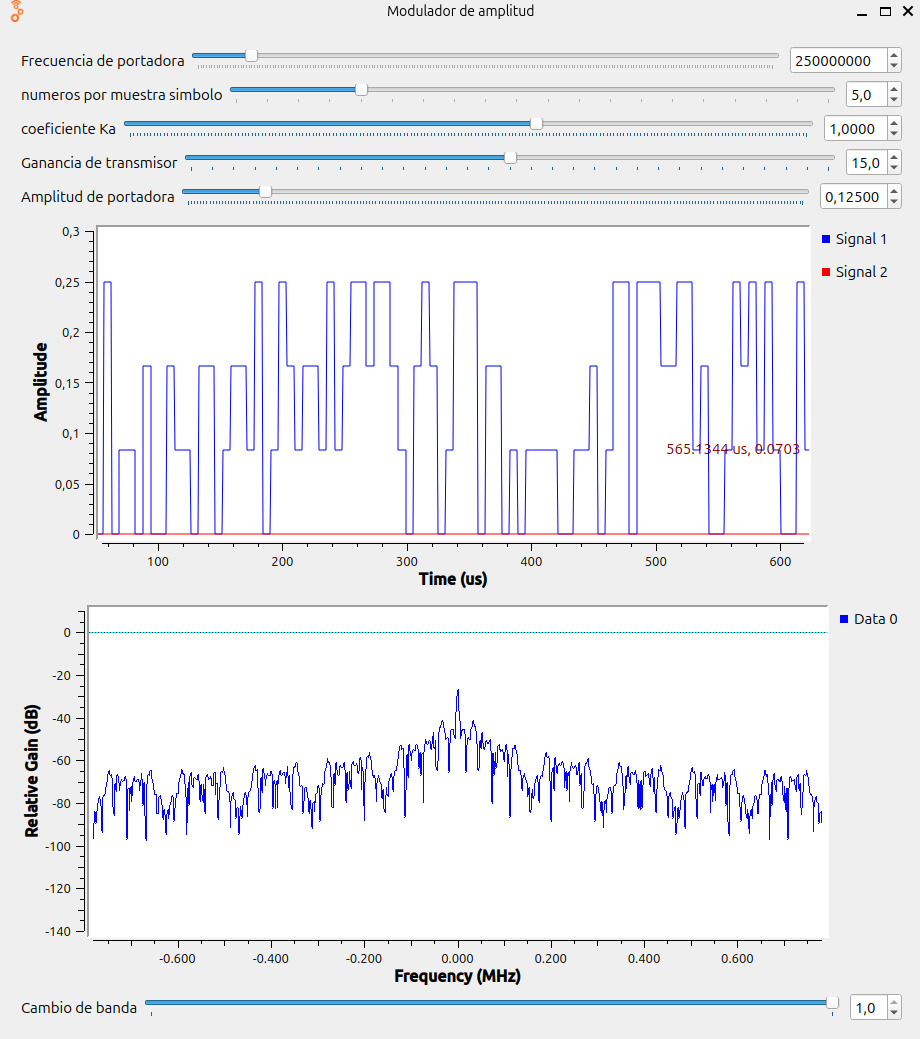 Modulador de amplitud
Frecuencia de portadora 250000000
numeros por muestra simbolo 5,0
coeficiente Ka 1,0000
Ganancia de transmisor 15,0
Amplitud de portadora 0,12500
0,3
0,25
0,2
0,15
0,1
0,05
0
Amplitude
Signal 1
Signal 2
565.1344 us, 0.0703
100 200 300 400 500 600
Time (us)
0
-20
-40
-60
-80
-100
-120
-140
Relative Gain (dB)
Data 0
-0.600 -0.400 -0.200 0.000 0.200 0.400 0.600
Frequency (MHz)
Cambio de banda 1,0